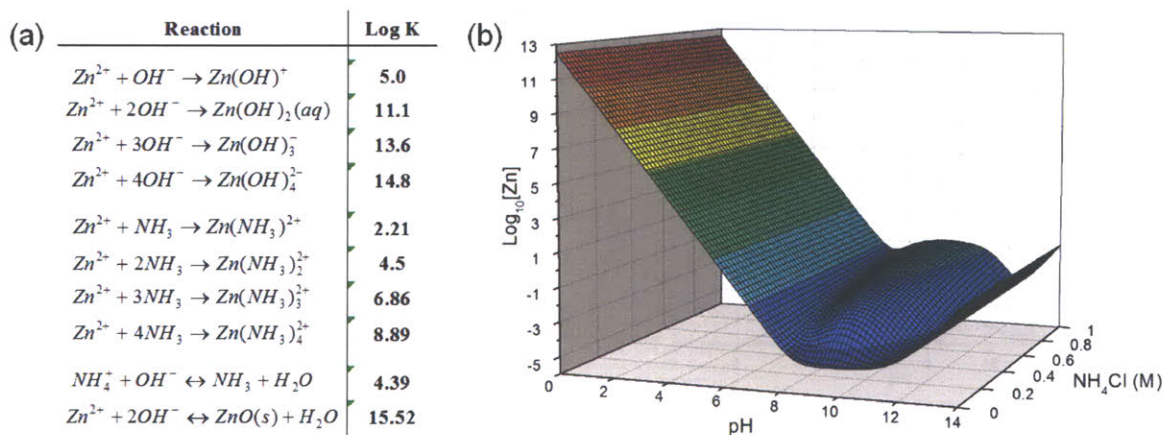 (a)
Reaction Log K
Zn²⁺ + OH⁻ → Zn(OH)⁺ 5.0
Zn²⁺ + 2OH⁻ → Zn(OH)₂(aq) 11.1
Zn²⁺ + 3OH⁻ → Zn(OH)₃⁻ 13.6
Zn²⁺ + 4OH⁻ → Zn(OH)₄²⁻ 14.8
Zn²⁺ + NH₃ → Zn(NH₃)²⁺ 2.21
Zn²⁺ + 2NH₃ → Zn(NH₃)₂²⁺ 4.5
Zn²⁺ + 3NH₃ → Zn(NH₃)₃²⁺ 6.86
Zn²⁺ + 4NH₃ → Zn(NH₃)₄²⁺ 8.89
NH₄⁺ + OH⁻ ↔ NH₃ + H₂O 4.39
Zn²⁺ + 2OH⁻ ↔ ZnO(s) + H₂O 15.52
(b)
Log₁₀[Zn]
13
11
9
7
5
3
1
-1
-3
-5
0 2 4 6 8 10 12 14
pH
0 0.2 0.4 0.6 0.8 1
NH₄Cl (M)